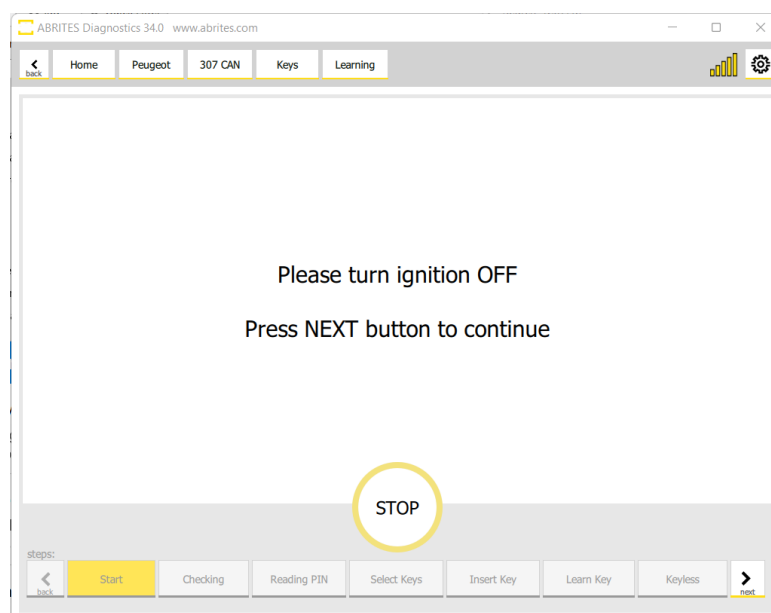 ABRITES Diagnostics 34.0 www.abrites.com
back
Home
Peugeot
307 CAN
Keys
Learning
Please turn ignition OFF
Press NEXT button to continue
STOP
steps:
back
Start
Checking
Reading PIN
Select Keys
Insert Key
Learn Key
Keyless
next